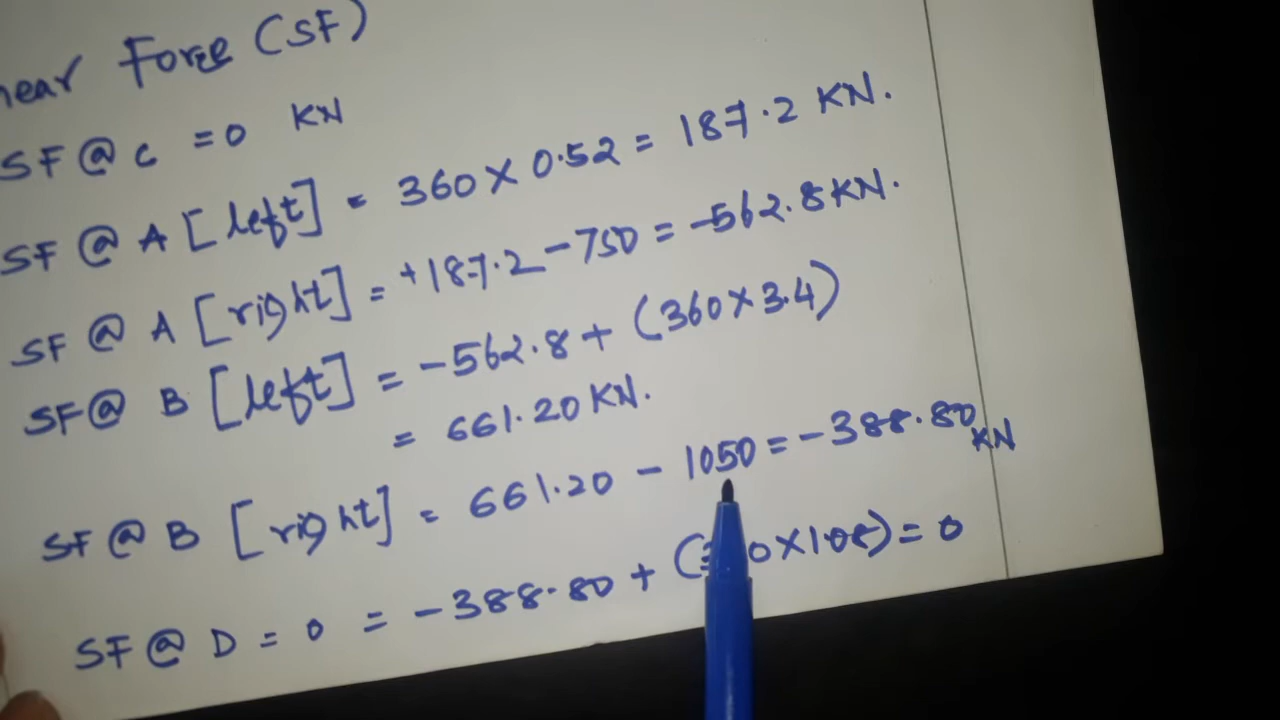 Force (SF)
SF @ C = 0 KN
SF @ A [left] = 360 X 0.52 = 187.2 KN.
SF @ A [right] = +187.2 - 750 = -562.8 KN.
SF @ B [left] = -562.8 + (360 X 3.4)
= 661.20 KN.
SF @ B [right] = 661.20 - 1050 = -388.80 KN
SF @ D = 0 = -388.80 +
= 0